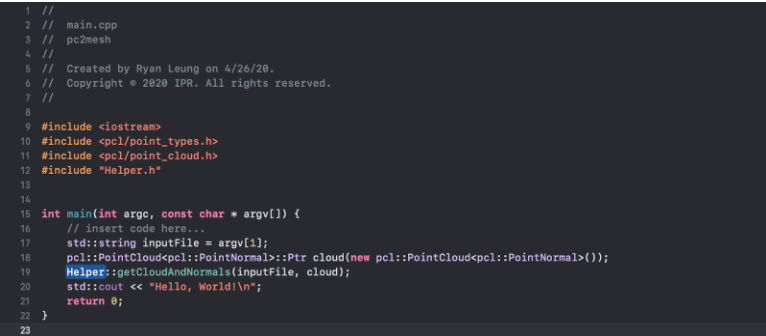 1 //
2 //  main.cpp
3 //  pc2mesh
4 //
5 //  Created by Ryan Leung on 4/26/20.
6 //  Copyright © 2020 IPR. All rights reserved.
7 //
8
9 #include <iostream>
10 #include <pcl/point_types.h>
11 #include <pcl/point_cloud.h>
12 #include "Helper.h"
13
14
15 int main(int argc, const char * argv[]) {
16     // insert code here...
17     std::string inputFile = argv[1];
18     pcl::PointCloud<pcl::PointNormal>::Ptr cloud(new pcl::PointCloud<pcl::PointNormal>());
19     Helper::getCloudAndNormals(inputFile, cloud);
20     std::cout << "Hello, World!\n";
21     return 0;
22 }
23